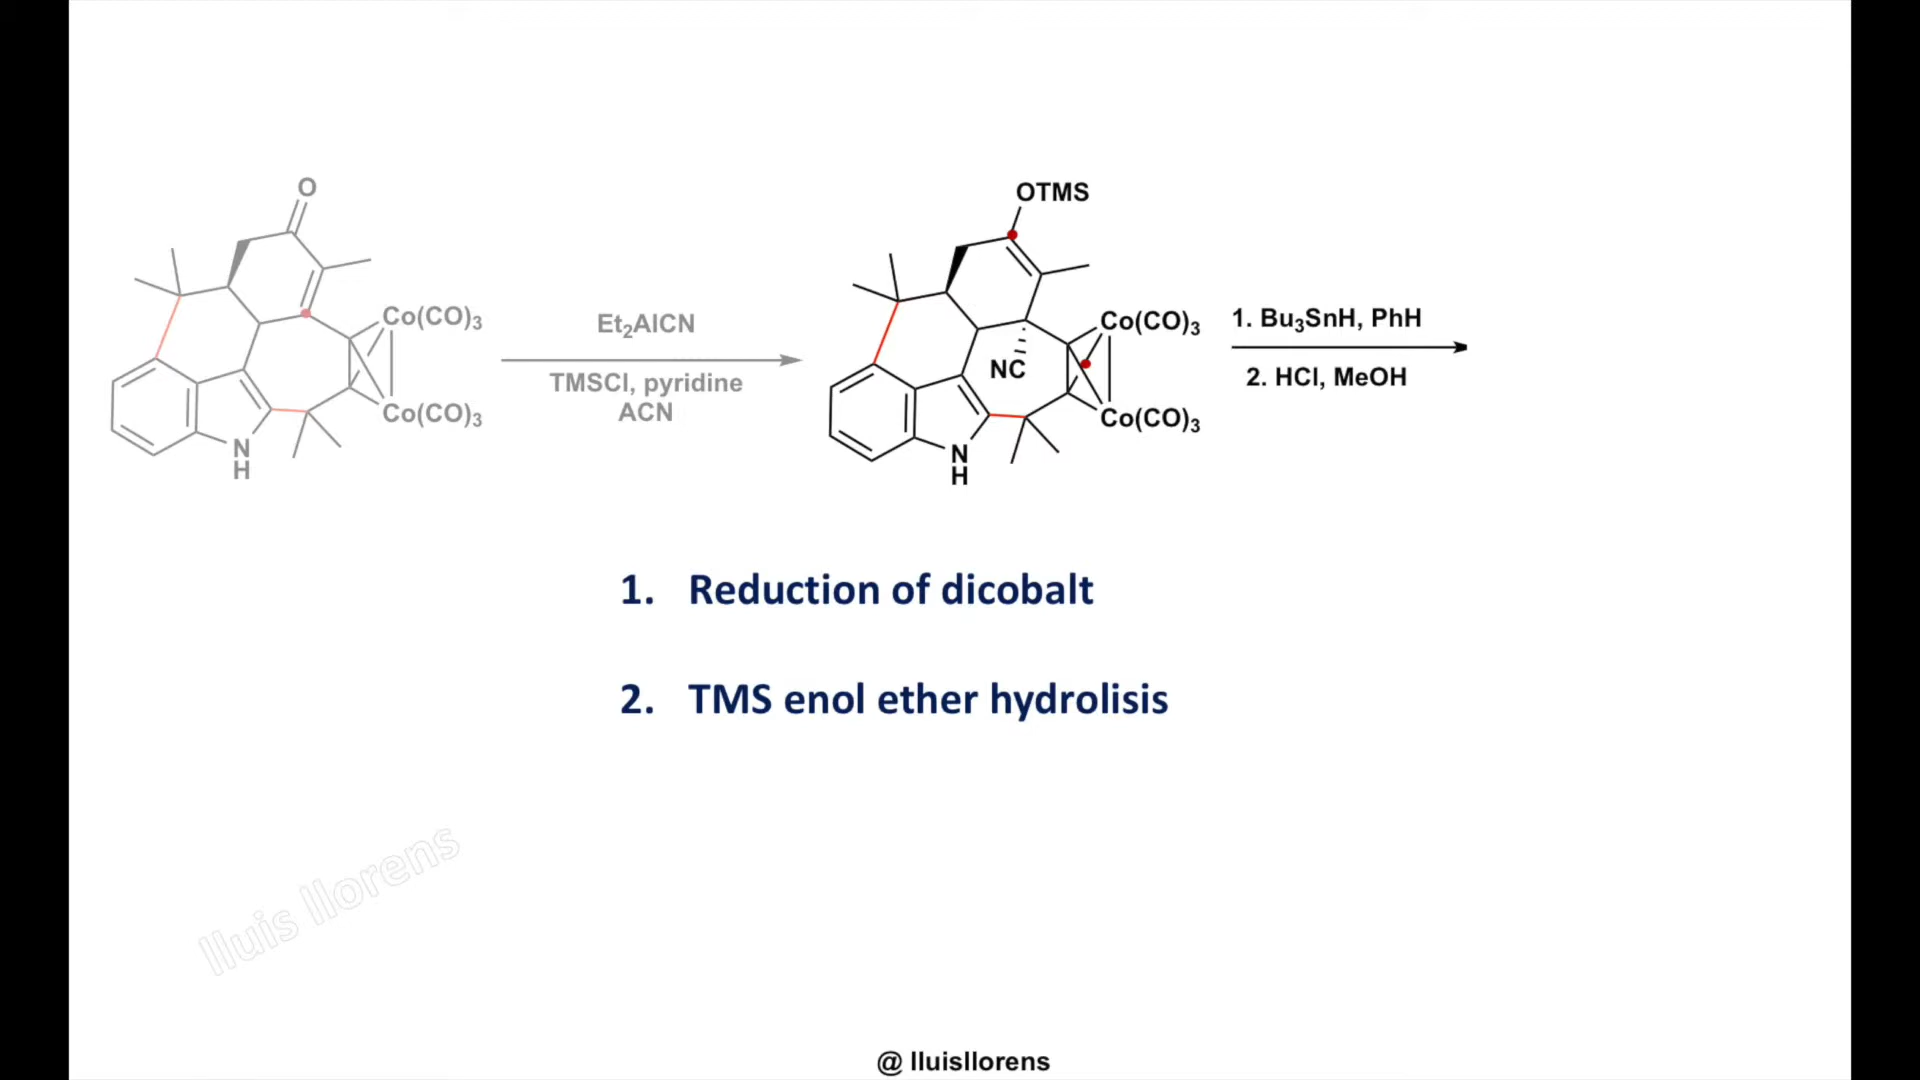 O
Co(CO)3
Co(CO)3
N
H
Et2AlCN
TMSCl, pyridine
ACN
OTMS
NC
Co(CO)3
Co(CO)3
N
H
1. Bu3SnH, PhH
2. HCl, MeOH
1. Reduction of dicobalt
2. TMS enol ether hydrolisis
lluis llorens
@ lluisllorens